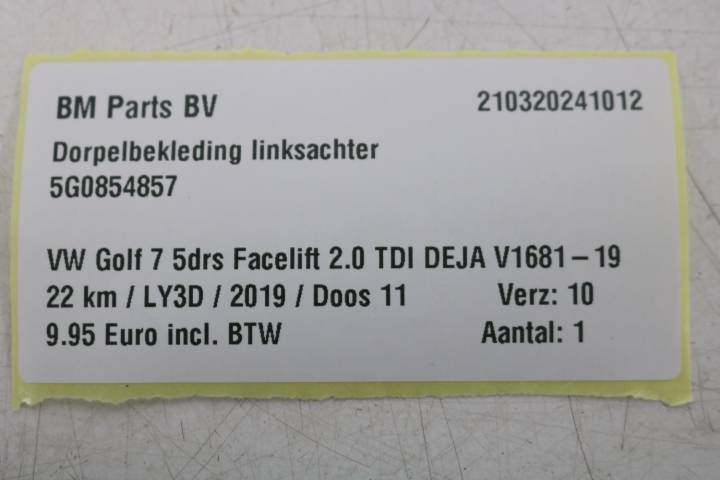 BM Parts BV 210320241012
Dorpelbekleding linksachter
5G0854857
VW Golf 7 5drs Facelift 2.0 TDI DEJA V1681-19
22 km / LY3D / 2019 / Doos 11 Verz: 10
9.95 Euro incl. BTW Aantal: 1